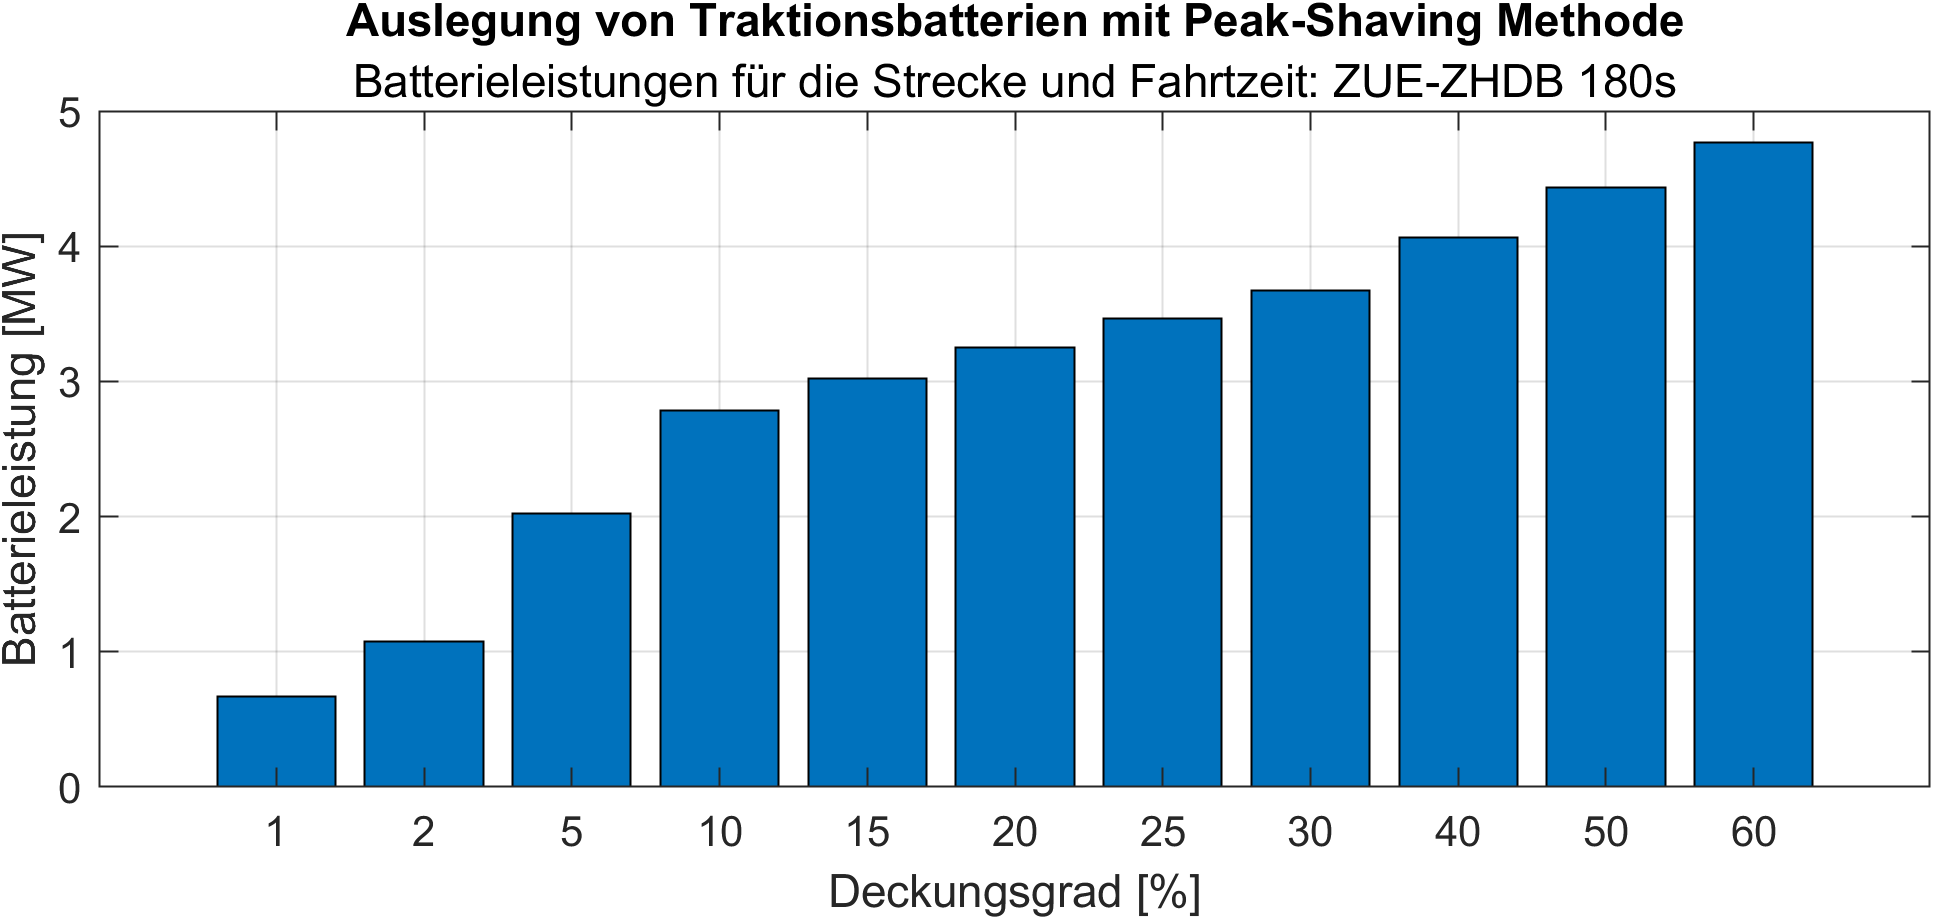 Auslegung von Traktionsbatterien mit Peak-Shaving Methode
Batterieleistungen für die Strecke und Fahrtzeit: ZUE-ZHDB 180s
Batterieleistung [MW]
5
4
3
2
1
0
1 2 5 10 15 20 25 30 40 50 60
Deckungsgrad [%]